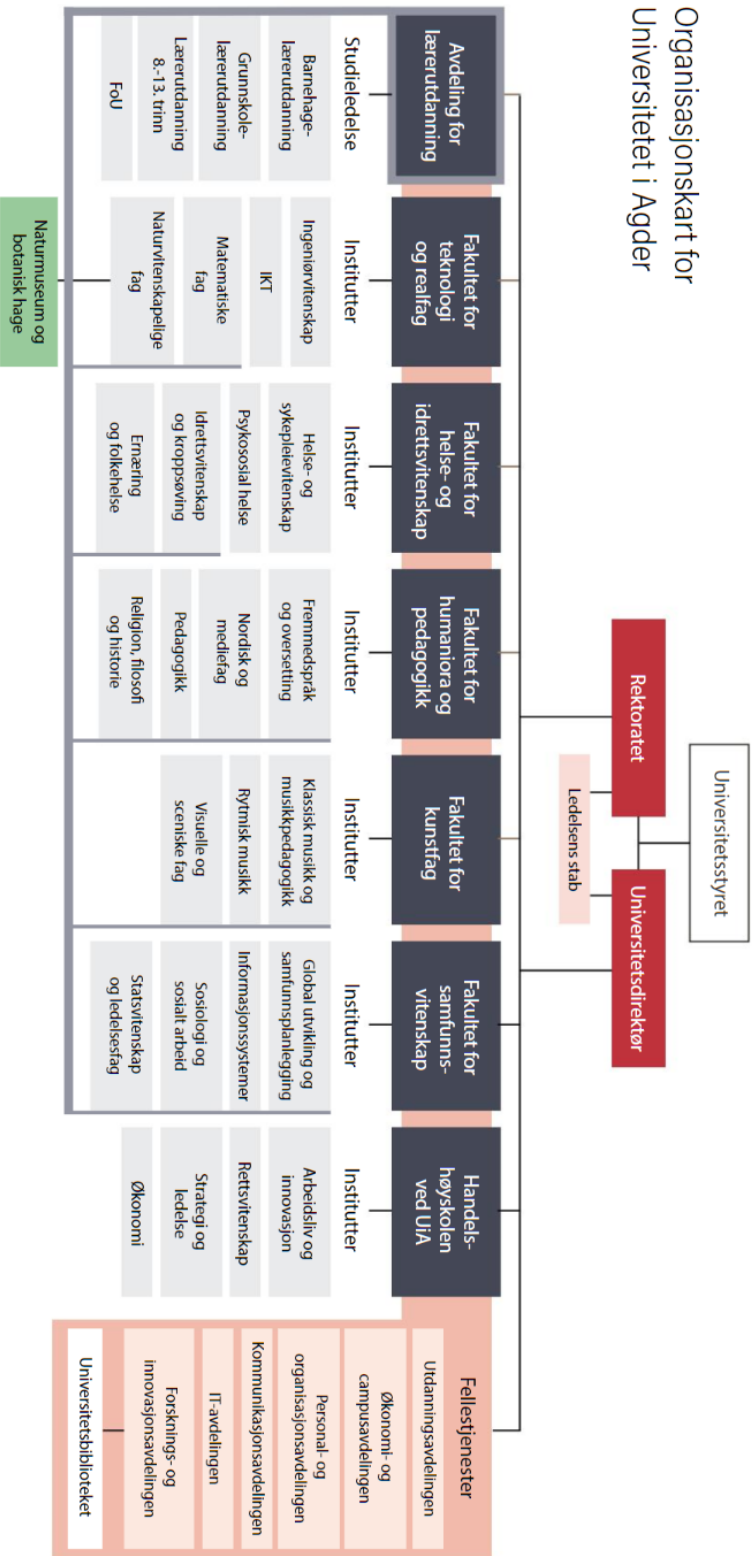 Organisasjonskart for
Universitetet i Agder
Universitetsstyret
Rektoratet
Universitetsdirektør
Ledelsens stab
Avdeling for
lærerutdanning
Studieledelse
Barnehage-
lærerutdanning
Grunnskole-
lærerutdanning
Lærerutdanning
8.-13. trinn
FoU
Fakultet for
teknologi
og realfag
Institutter
Ingeniørvitenskap
IKT
Matematiske
fag
Naturvitenskapelige
fag
Naturmuseum og
botanisk hage
Fakultet for
helse- og
idrettsvitenskap
Institutter
Helse- og
sykepleievitenskap
Psykososial helse
Idrettsvitenskap
og kroppsøving
Ernæring
og folkehelse
Fakultet for
humaniora og
pedagogikk
Institutter
Fremmedspråk
og oversetting
Nordisk og
mediefag
Pedagogikk
Religion, filosofi
og historie
Fakultet for
kunstfag
Institutter
Klassisk musikk og
musikkpedagogikk
Rytmisk musikk
Visuelle og
sceniske fag
Fakultet for
samfunns-
vitenskap
Institutter
Global utvikling og
samfunnsplanlegging
Informasjonssystemer
Sosiologi og
sosialt arbeid
Statsvitenskap
og ledelsesfag
Handels-
høyskolen
ved UiA
Institutter
Arbeidsliv og
innovasjon
Rettsvitenskap
Strategi og
ledelse
Økonomi
Fellestjenester
Utdanningsavdelingen
Økonomi- og
campusavdelingen
Personal- og
organisasjonsavdelingen
Kommunikasjonsavdelingen
IT-avdelingen
Forsknings- og
innovasjonsavdelingen
Universitetsbiblioteket